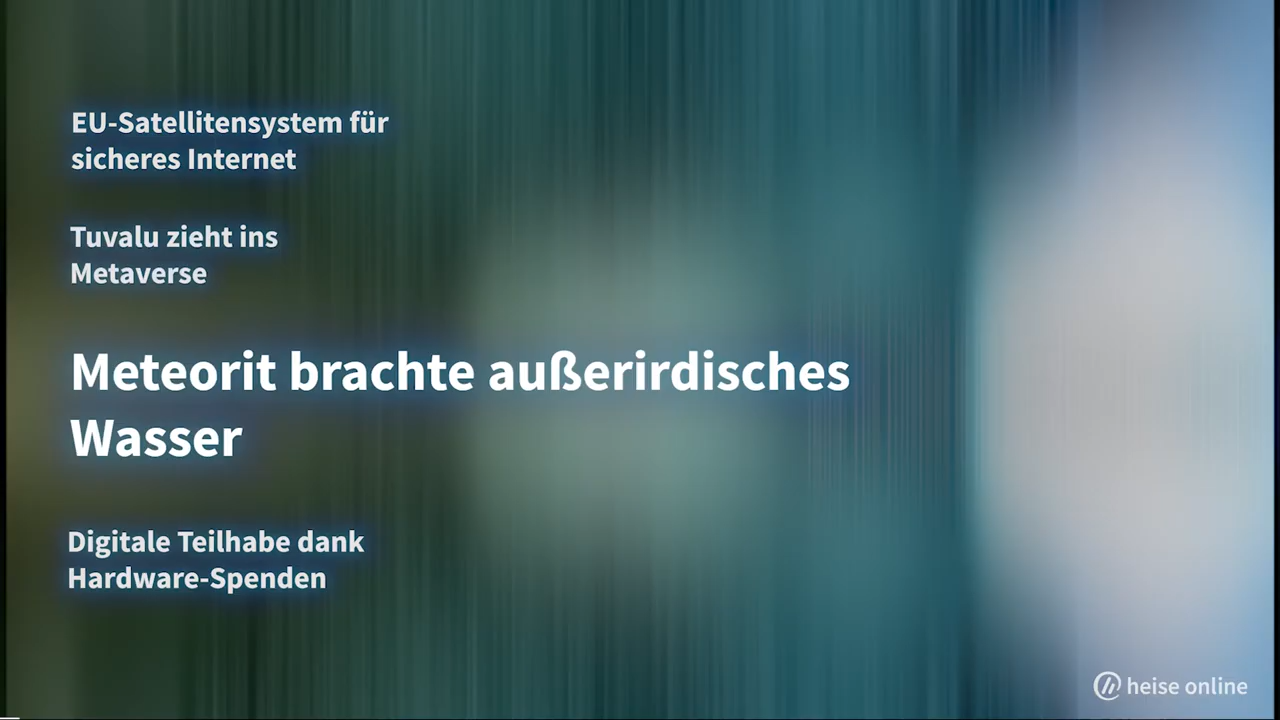 EU-Satellitensystem für
sicheres Internet
Tuvalu zieht ins
Metaverse
Meteorit brachte außerirdisches
Wasser
Digitale Teilhabe dank
Hardware-Spenden
heise online